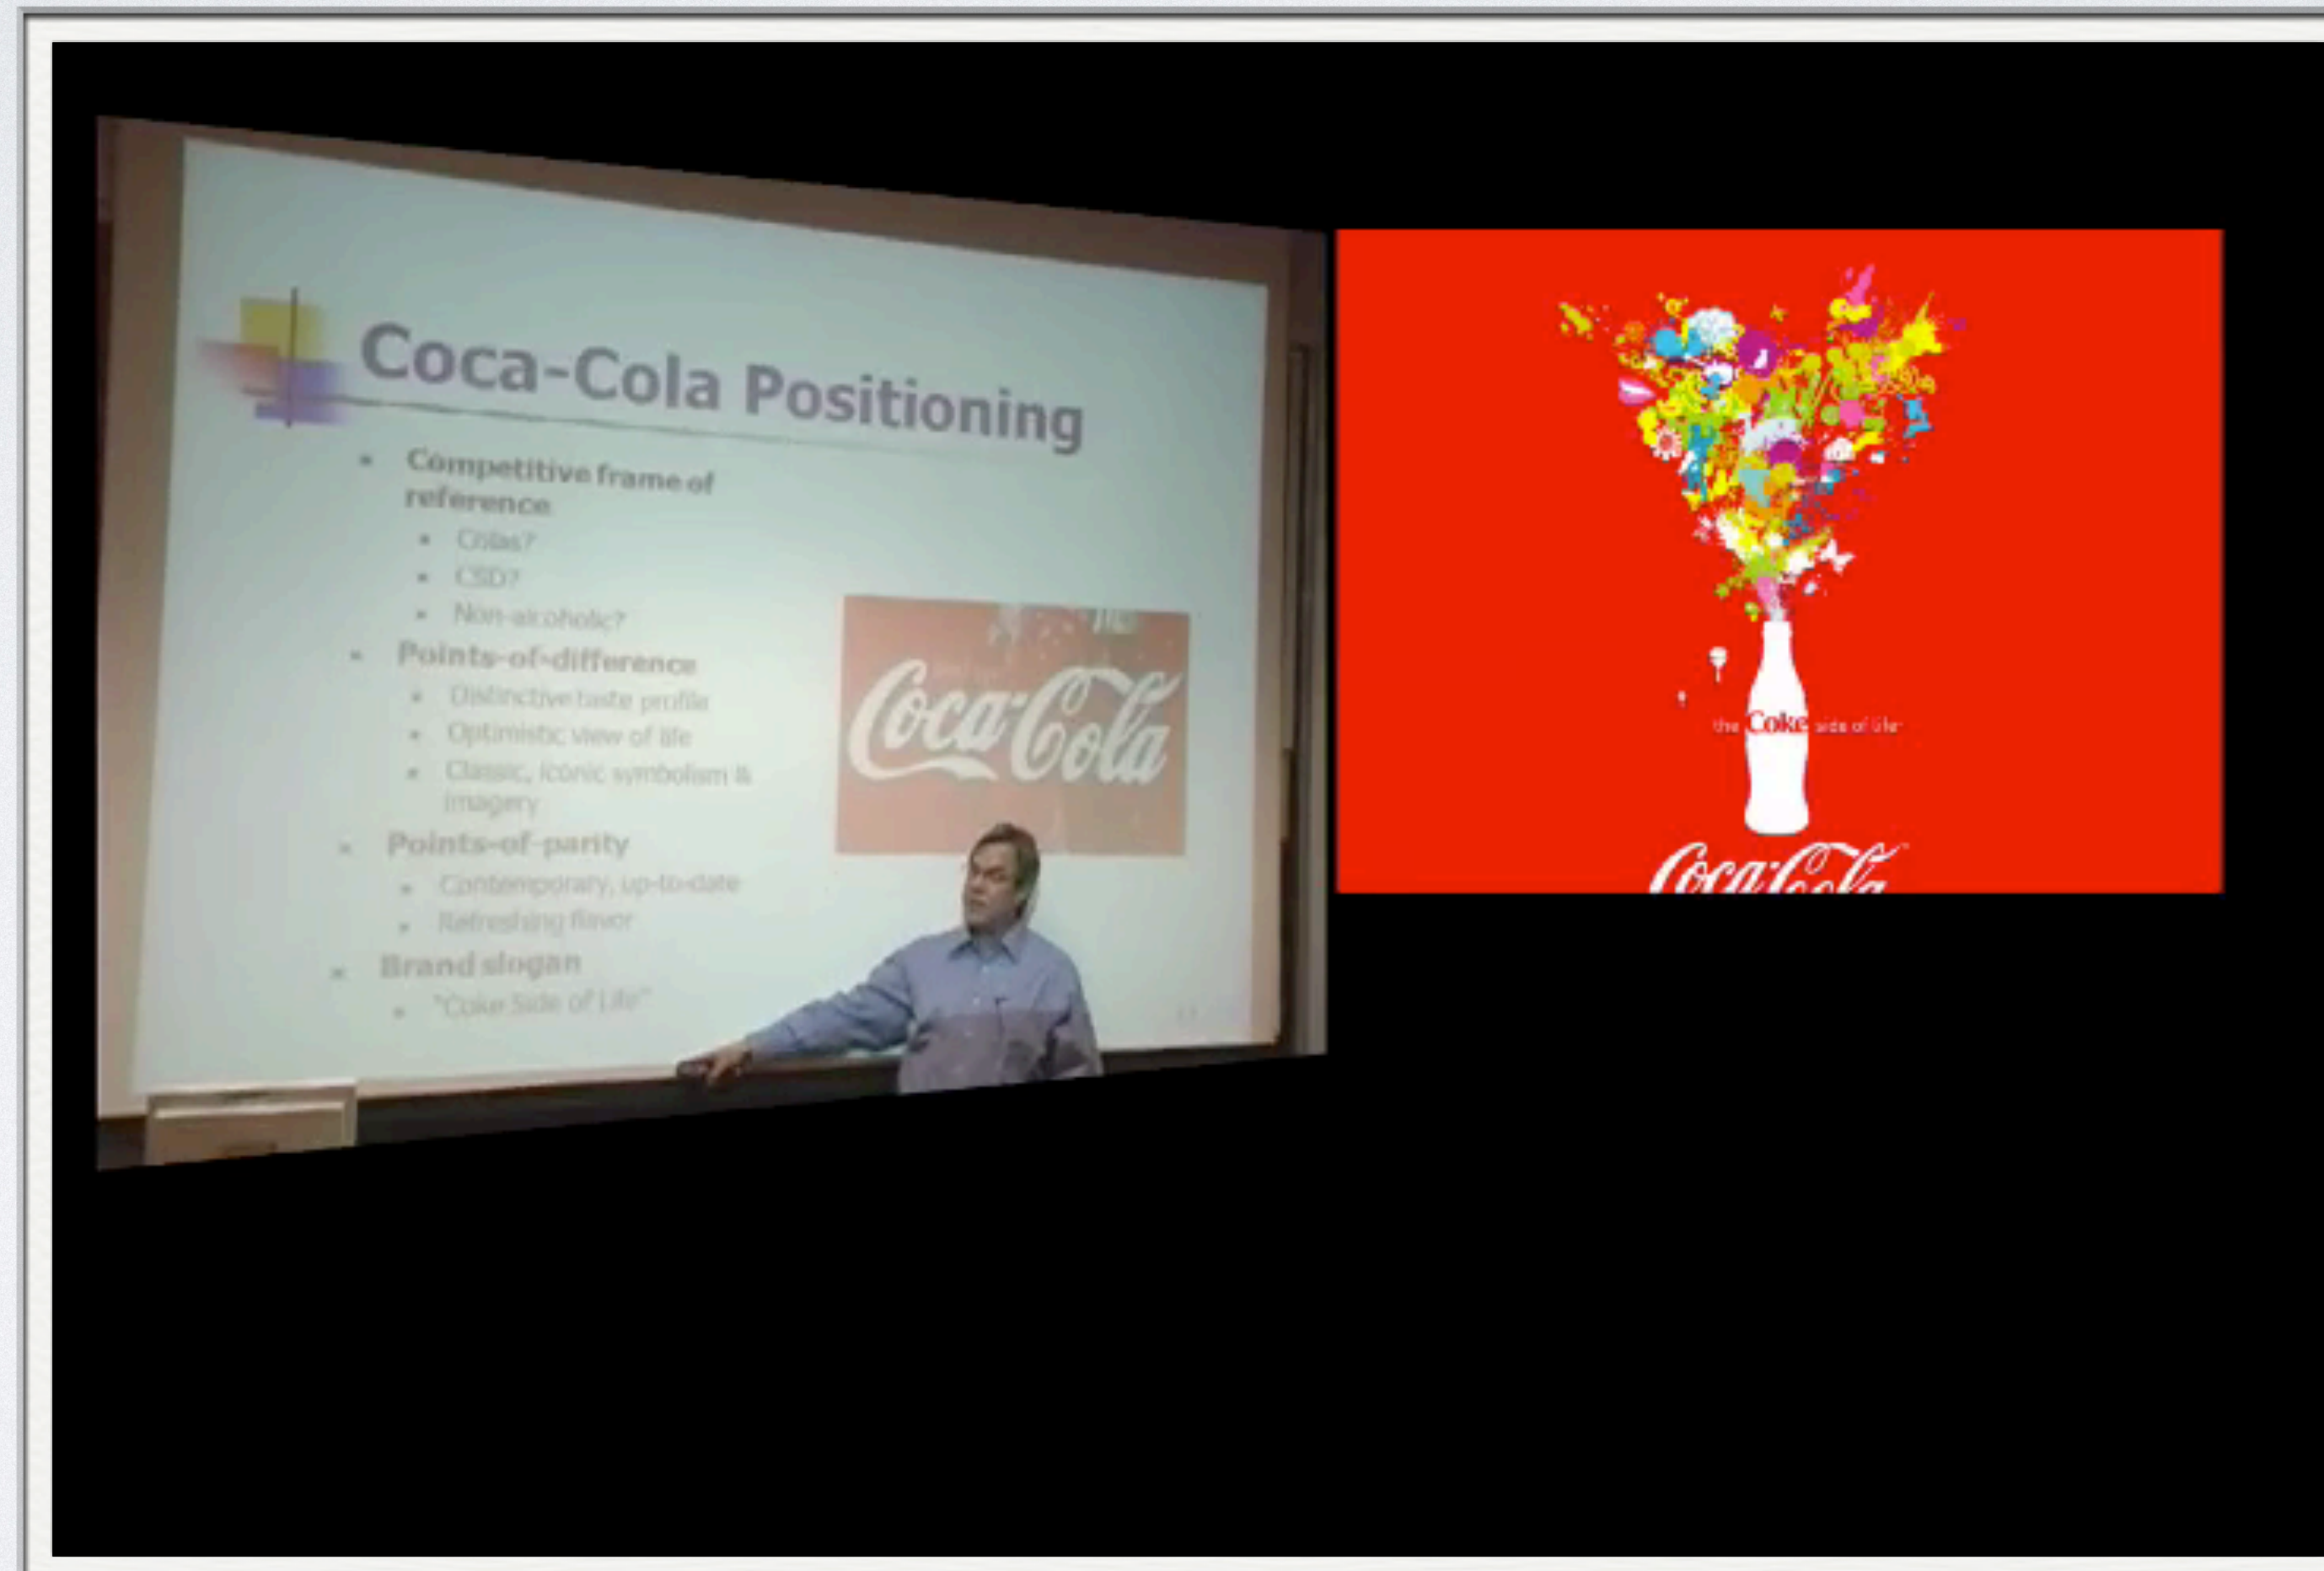 Coca-Cola Positioning
Competitive frame of
reference
Colas?
CSD?
Non-alcoholic?
Points-of-difference
Distinctive taste profile
Optimistic view of life
Classic, iconic symbolism &
imagery
Points-of-parity
Contemporary, up-to-date
Refreshing flavor
Brand slogan
"Coke Side of Life"
Coca-Cola
the Coke side of life
Coca-Cola